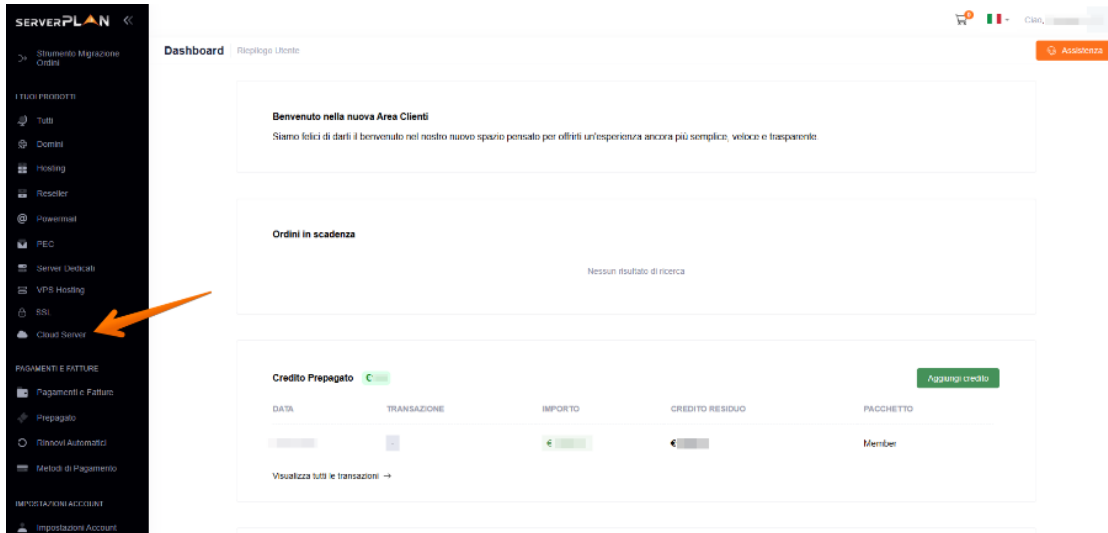 SERVERPLAN
0
Ciao,
Strumento Migrazione
Ordini
Dashboard
Riepilogo Utente
Assistenza
I TUOI PRODOTTI
Tutti
Domini
Hosting
Reseller
Powermail
PEC
Server Dedicati
VPS Hosting
SSL
Cloud Server
PAGAMENTI E FATTURE
Pagamenti e Fatture
Prepagato
Rinnovi Automatici
Metodi di Pagamento
IMPOSTAZIONI ACCOUNT
Impostazioni Account
Benvenuto nella nuova Area Clienti
Siamo felici di darti il benvenuto nel nostro nuovo spazio pensato per offrirti un'esperienza ancora più semplice, veloce e trasparente.
Ordini in scadenza
Nessun risultato di ricerca
Credito Prepagato €
Aggiungi credito
DATA TRANSAZIONE IMPORTO CREDITO RESIDUO PACCHETTO
- € € Member
Visualizza tutti le transazioni →